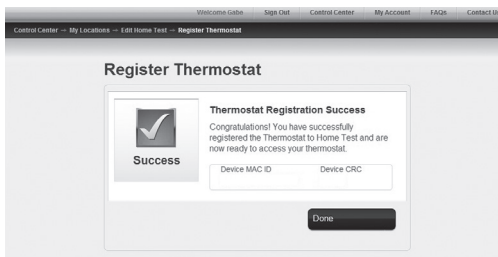 Welcome Gabe Sign Out Control Center My Account FAQs Contact U
Control Center → My Locations → Edit Home Test → Register Thermostat
Register Thermostat
Success
Thermostat Registration Success
Congratulations! You have successfully
registered the Thermostat to Home Test and are
now ready to access your thermostat.
Device MAC ID Device CRC
Done